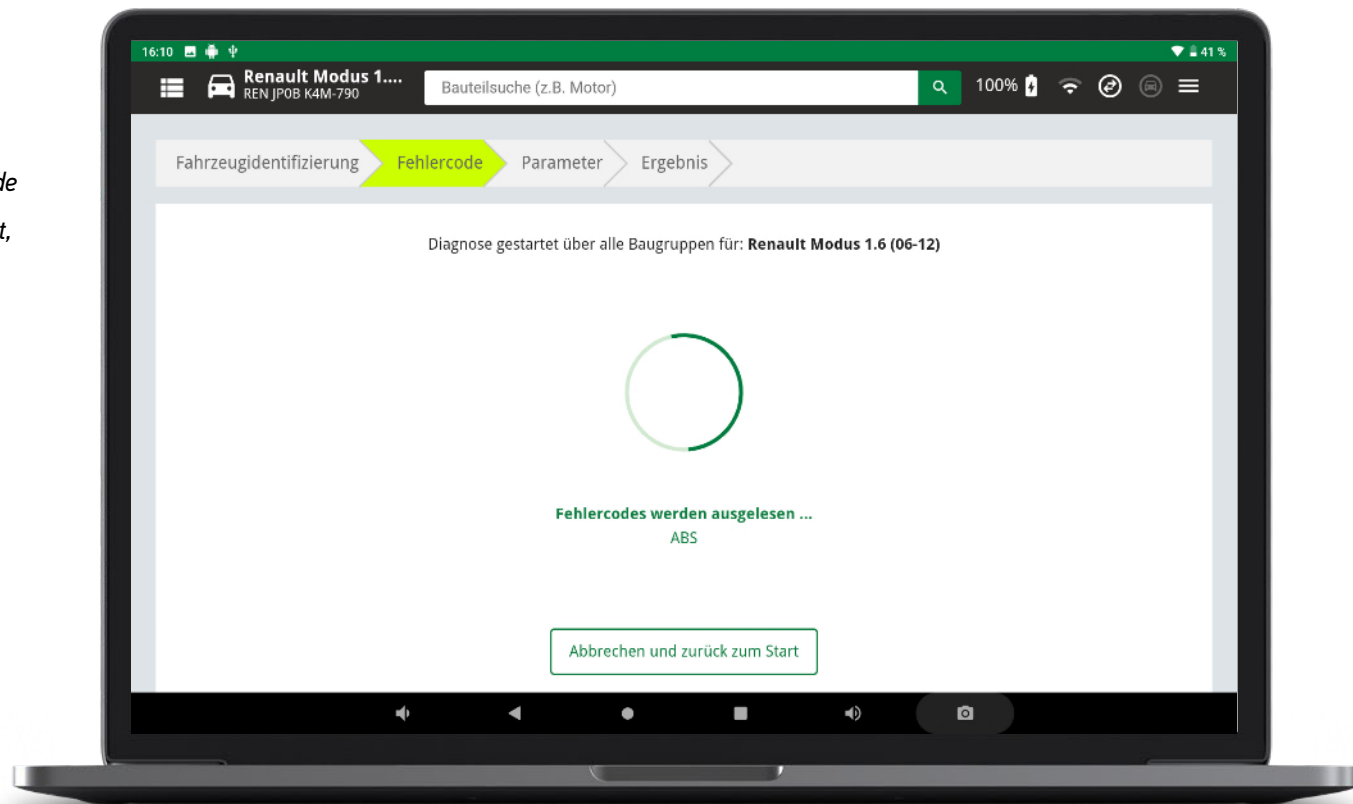 16:10
41 %
Renault Modus 1....
REN JP0B K4M-790
Bauteilsuche (z.B. Motor)
100%
Fahrzeugidentifizierung
Fehlercode
Parameter
Ergebnis
de
t,
Diagnose gestartet über alle Baugruppen für: Renault Modus 1.6 (06-12)
Fehlercodes werden ausgelesen ...
ABS
Abbrechen und zurück zum Start